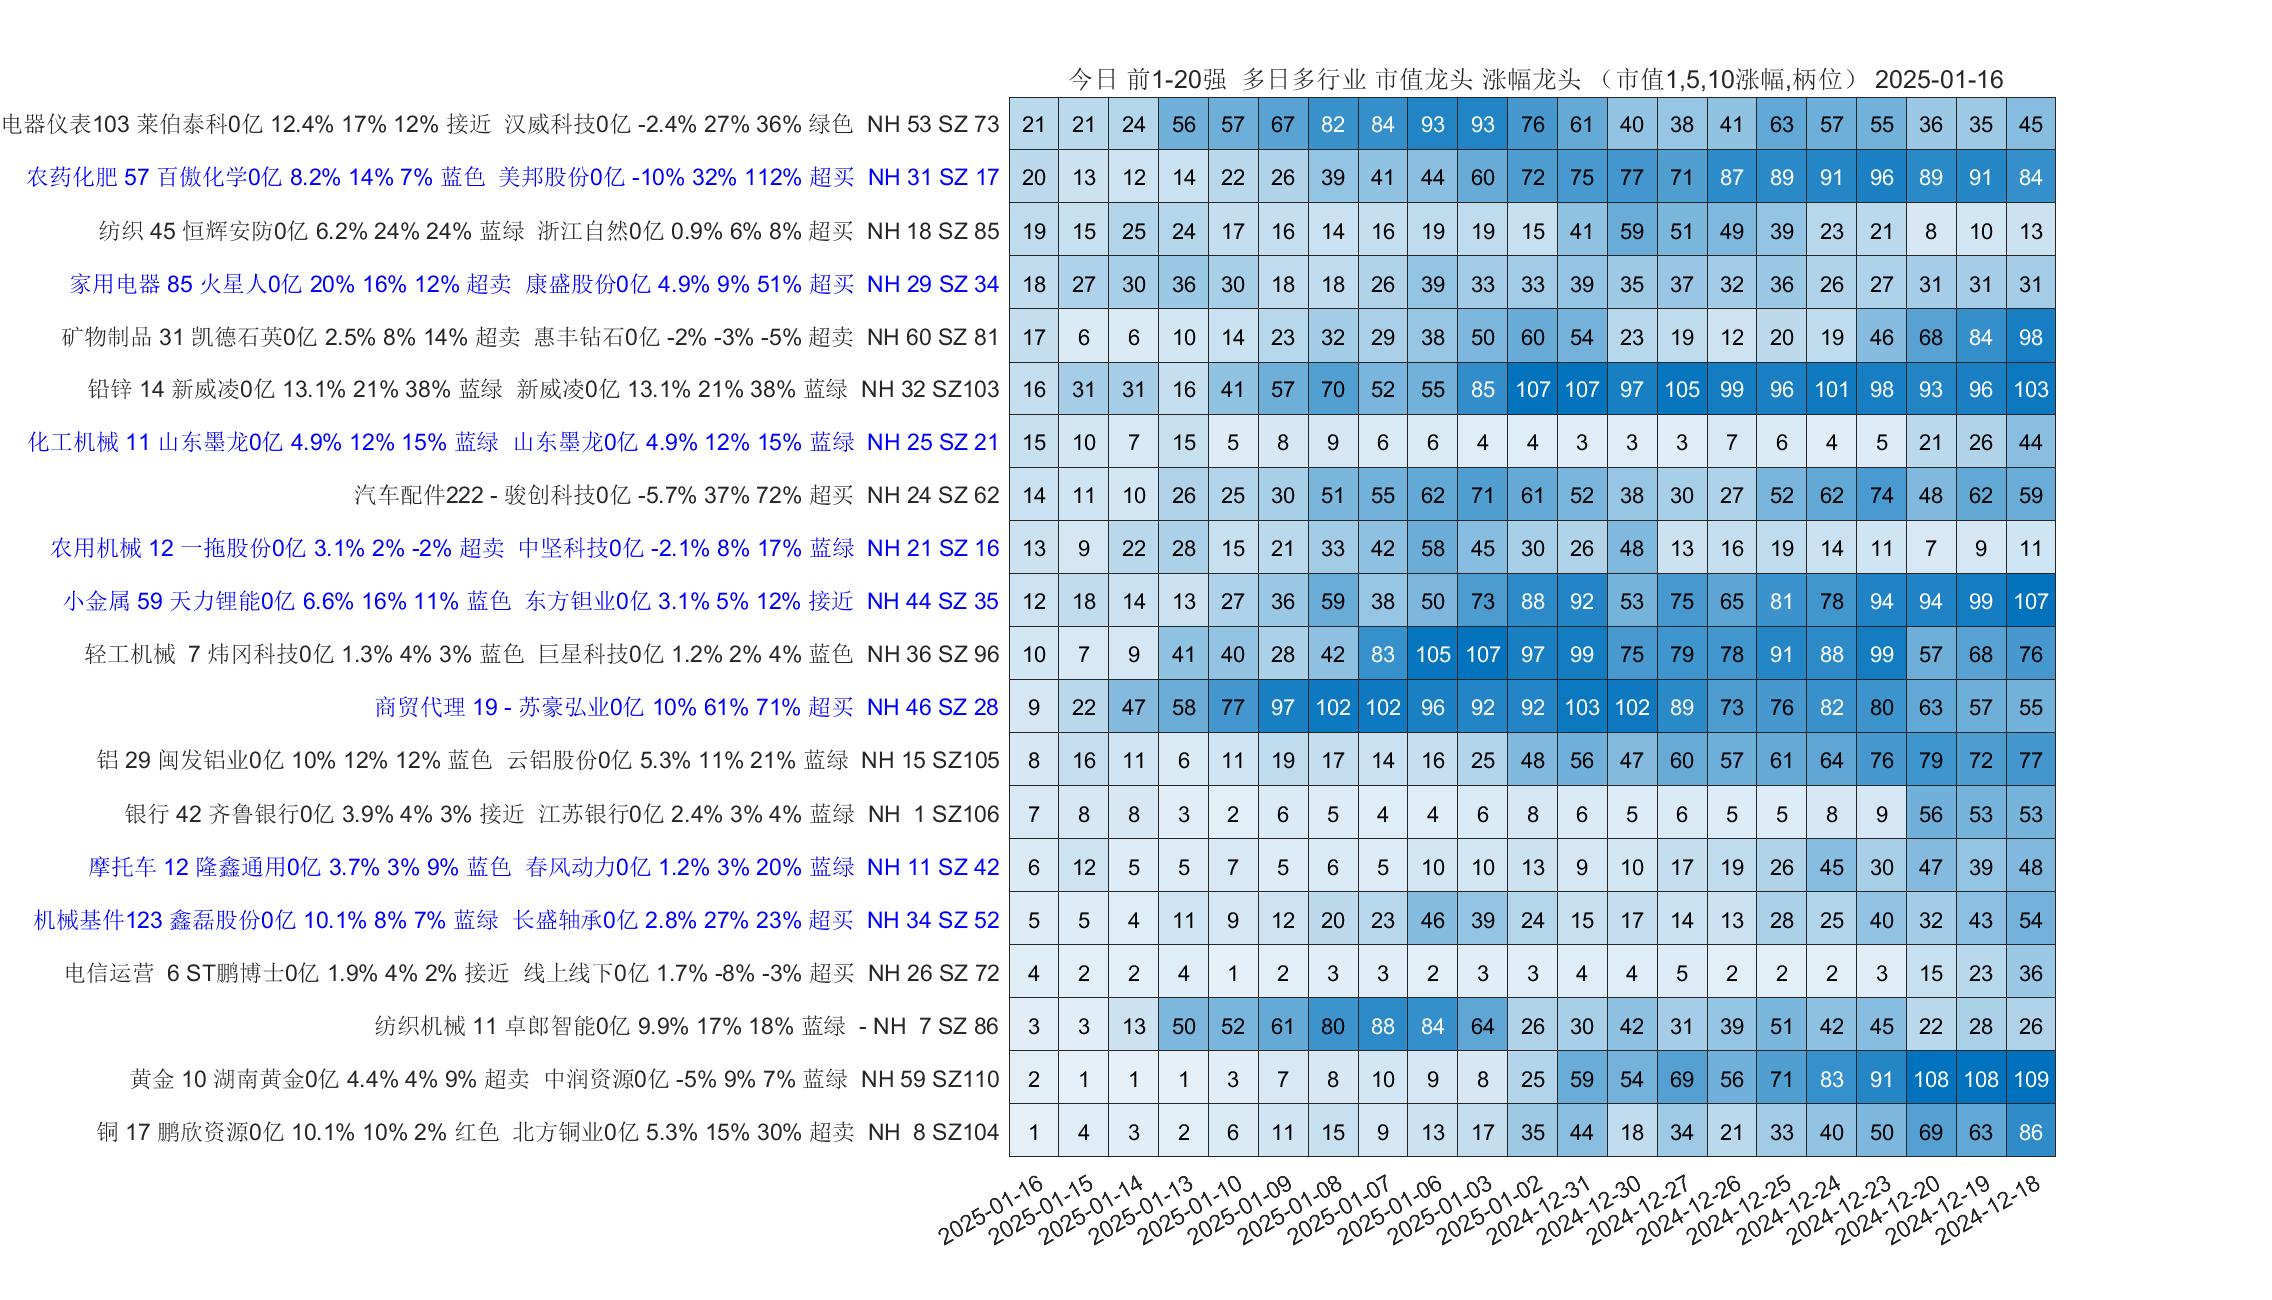 今日 前1-20强 多日多行业 市值龙头 涨幅龙头 （市值1,5,10涨幅,柄位） 2025-01-16
电器仪表103 莱伯泰科0亿 12.4% 17% 12% 接近 汉威科技0亿 -2.4% 27% 36% 绿色 NH 53 SZ 73 21 21 24 56 57 67 82 84 93 93 76 61 40 38 41 63 57 55 36 35 45
农药化肥 57 百傲化学0亿 8.2% 14% 7% 蓝色 美邦股份0亿 -10% 32% 112% 超买 NH 31 SZ 17 20 13 12 14 22 26 39 41 44 60 72 75 77 71 87 89 91 96 89 91 84
纺织 45 恒辉安防0亿 6.2% 24% 24% 蓝绿 浙江自然0亿 0.9% 6% 8% 超买 NH 18 SZ 85 19 15 25 24 17 16 14 16 19 19 15 41 59 51 49 39 23 21 8 10 13
家用电器 85 火星人0亿 20% 16% 12% 超卖 康盛股份0亿 4.9% 9% 51% 超买 NH 29 SZ 34 18 27 30 36 30 18 18 26 39 33 33 39 35 37 32 36 26 27 31 31 31
矿物制品 31 凯德石英0亿 2.5% 8% 14% 超卖 惠丰钻石0亿 -2% -3% -5% 超卖 NH 60 SZ 81 17 6 6 10 14 23 32 29 38 50 60 54 23 19 12 20 19 46 68 84 98
铅锌 14 新威凌0亿 13.1% 21% 38% 蓝绿 新威凌0亿 13.1% 21% 38% 蓝绿 NH 32 SZ103 16 31 31 16 41 57 70 52 55 85 107 107 97 105 99 96 101 98 93 96 103
化工机械 11 山东墨龙0亿 4.9% 12% 15% 蓝绿 山东墨龙0亿 4.9% 12% 15% 蓝绿 NH 25 SZ 21 15 10 7 15 5 8 9 6 6 4 4 3 3 3 7 6 4 5 21 26 44
汽车配件222 - 骏创科技0亿 -5.7% 37% 72% 超买 NH 24 SZ 62 14 11 10 26 25 30 51 55 62 71 61 52 38 30 27 52 62 74 48 62 59
农用机械 12 一拖股份0亿 3.1% 2% -2% 超卖 中坚科技0亿 -2.1% 8% 17% 蓝绿 NH 21 SZ 16 13 9 22 28 15 21 33 42 58 45 30 26 48 13 16 19 14 11 7 9 11
小金属 59 天力锂能0亿 6.6% 16% 11% 蓝色 东方钽业0亿 3.1% 5% 12% 接近 NH 44 SZ 35 12 18 14 13 27 36 59 38 50 73 88 92 53 75 65 81 78 94 94 99 107
轻工机械 7 炜冈科技0亿 1.3% 4% 3% 蓝色 巨星科技0亿 1.2% 2% 4% 蓝色 NH 36 SZ 96 10 7 9 41 40 28 42 83 105 107 97 99 75 79 78 91 88 99 57 68 76
商贸代理 19 - 苏豪弘业0亿 10% 61% 71% 超买 NH 46 SZ 28 9 22 47 58 77 97 102 102 96 92 92 103 102 89 73 76 82 80 63 57 55
铝 29 闽发铝业0亿 10% 12% 12% 蓝色 云铝股份0亿 5.3% 11% 21% 蓝绿 NH 15 SZ105 8 16 11 6 11 19 17 14 16 25 48 56 47 60 57 61 64 76 79 72 77
银行 42 齐鲁银行0亿 3.9% 4% 3% 接近 江苏银行0亿 2.4% 3% 4% 蓝绿 NH 1 SZ106 7 8 8 3 2 6 5 4 4 6 8 6 5 6 5 5 8 9 56 53 53
摩托车 12 隆鑫通用0亿 3.7% 3% 9% 蓝色 春风动力0亿 1.2% 3% 20% 蓝绿 NH 11 SZ 42 6 12 5 5 7 5 6 5 10 10 13 9 10 17 19 26 45 30 47 39 48
机械基件123 鑫磊股份0亿 10.1% 8% 7% 蓝绿 长盛轴承0亿 2.8% 27% 23% 超买 NH 34 SZ 52 5 5 4 11 9 12 20 23 46 39 24 15 17 14 13 28 25 40 32 43 54
电信运营 6 ST鹏博士0亿 1.9% 4% 2% 接近 线上线下0亿 1.7% -8% -3% 超买 NH 26 SZ 72 4 2 2 4 1 2 3 3 2 3 3 4 4 5 2 2 2 3 15 23 36
纺织机械 11 卓郎智能0亿 9.9% 17% 18% 蓝绿 - NH 7 SZ 86 3 3 13 50 52 61 80 88 84 64 26 30 42 31 39 51 42 45 22 28 26
黄金 10 湖南黄金0亿 4.4% 4% 9% 超卖 中润资源0亿 -5% 9% 7% 蓝绿 NH 59 SZ110 2 1 1 1 3 7 8 10 9 8 25 59 54 69 56 71 83 91 108 108 109
铜 17 鹏欣资源0亿 10.1% 10% 2% 红色 北方铜业0亿 5.3% 15% 30% 超卖 NH 8 SZ104 1 4 3 2 6 11 15 9 13 17 35 44 18 34 21 33 40 50 69 63 86
2025-01-16 2025-01-15 2025-01-14 2025-01-13 2025-01-10 2025-01-09 2025-01-08 2025-01-07 2025-01-06 2025-01-03 2025-01-02 2024-12-31 2024-12-30 2024-12-27 2024-12-26 2024-12-25 2024-12-24 2024-12-23 2024-12-20 2024-12-19 2024-12-18